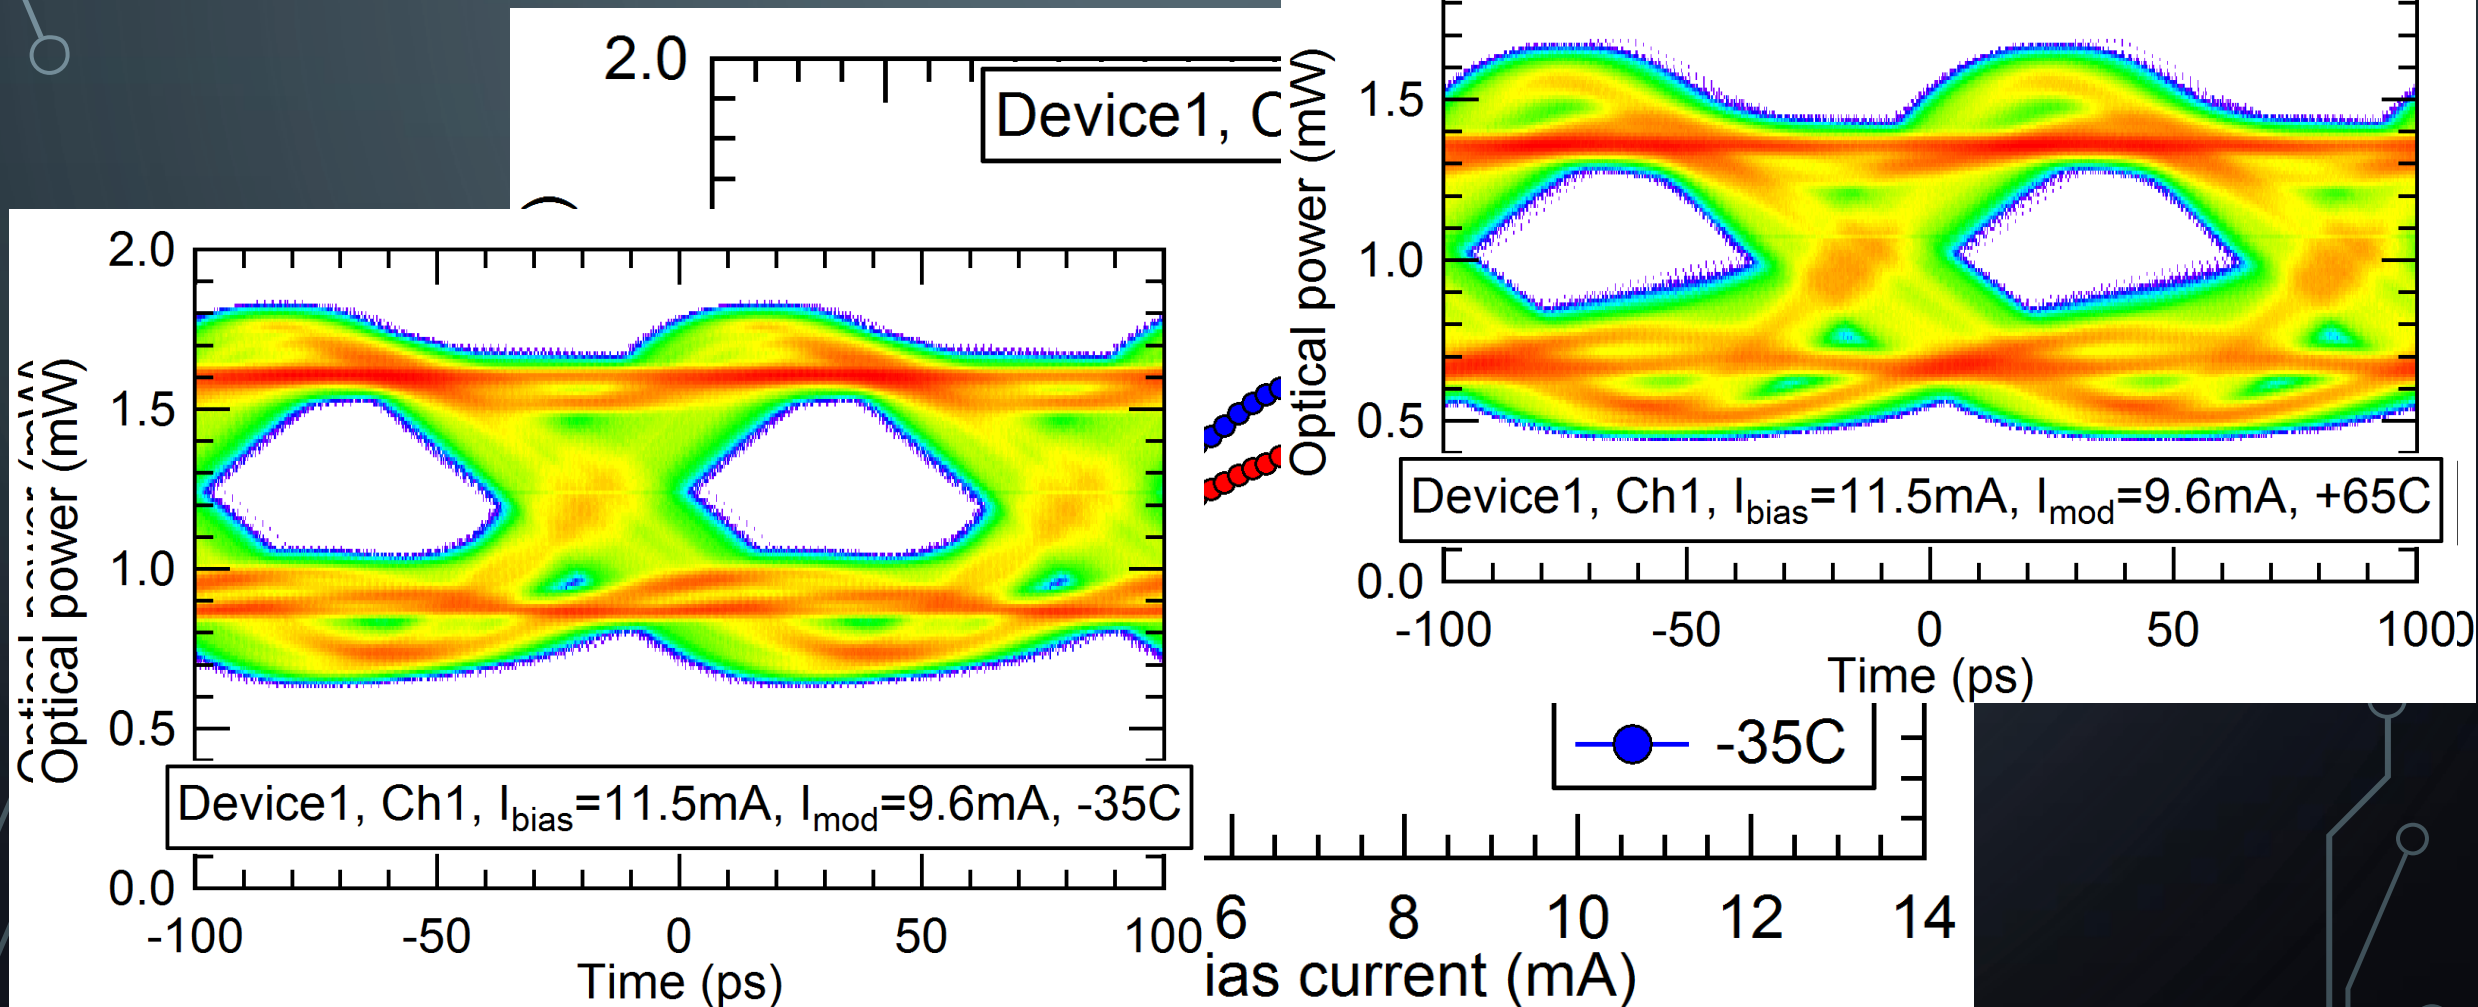 2.0
Device1, C
Optical power (mW)
1.5
1.0
0.5
Device1, Ch1, Ibias=11.5mA, Imod=9.6mA, +65C
0.0
-100 -50 0 50 100
Time (ps)
Optical power (mW)
2.0
1.5
1.0
0.5
Device1, Ch1, Ibias=11.5mA, Imod=9.6mA, -35C
0.0
-100 -50 0 50 100
Time (ps)
-35C
6 8 10 12 14
ias current (mA)